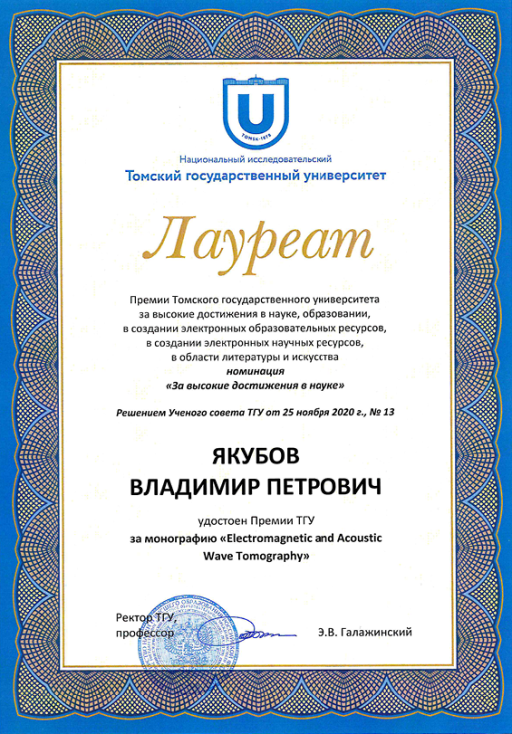 ТОМСК·1878
Национальный исследовательский
Томский государственный университет
Лауреат
Премии Томского государственного университета
за высокие достижения в науке, образовании,
в создании электронных образовательных ресурсов,
в создании электронных научных ресурсов,
в области литературы и искусства
номинация
«За высокие достижения в науке»
Решением Ученого совета ТГУ от 25 ноября 2020 г., № 13
ЯКУБОВ
ВЛАДИМИР ПЕТРОВИЧ
удостоен Премии ТГУ
за монографию «Electromagnetic and Acoustic
Wave Tomography»
Ректор ТГУ,
профессор
Э.В. Галажинский